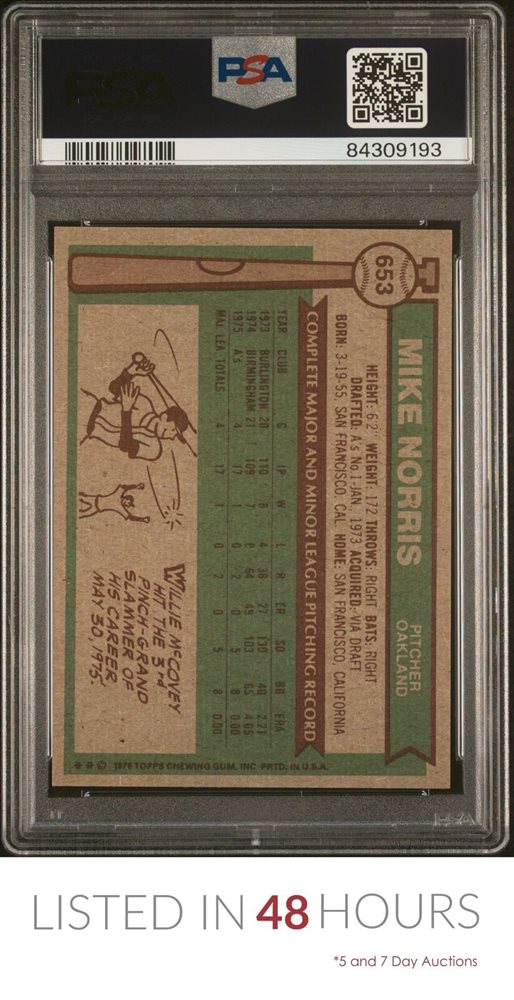 PSA
PSA
84309193
653
MIKE NORRIS
PITCHER
OAKLAND
HEIGHT: 6'2" WEIGHT: 172 THROWS: RIGHT BATS: RIGHT
DRAFTED: A's No.1-JAN. 1973 ACQUIRED: VIA DRAFT
BORN: 3-19-55, SAN FRANCISCO, CAL. HOME: SAN FRANCISCO, CALIFORNIA
COMPLETE MAJOR AND MINOR LEAGUE PITCHING RECORD
YEAR CLUB G IP W L R ER SO BB ERA
1973 BURLINGTON 20 110 8 4 38 27 130 40 2.21
1974 BIRMINGHAM 21 109 7 6 64 49 103 65 4.05
1975 A's 4 17 1 0 2 0 5 8 0.00
MAJ. LEA. TOTALS 4 17 1 0 2 0 5 8 0.00
WILLIE McCOVEY
HIT THE 3rd
PINCH-GRAND
SLAMMER OF
HIS CAREER
MAY 30, 1975.
** © 1976 TOPPS CHEWING GUM, INC. PRTD. IN U.S.A.
LISTED IN 48 HOURS
*5 and 7 Day Auctions